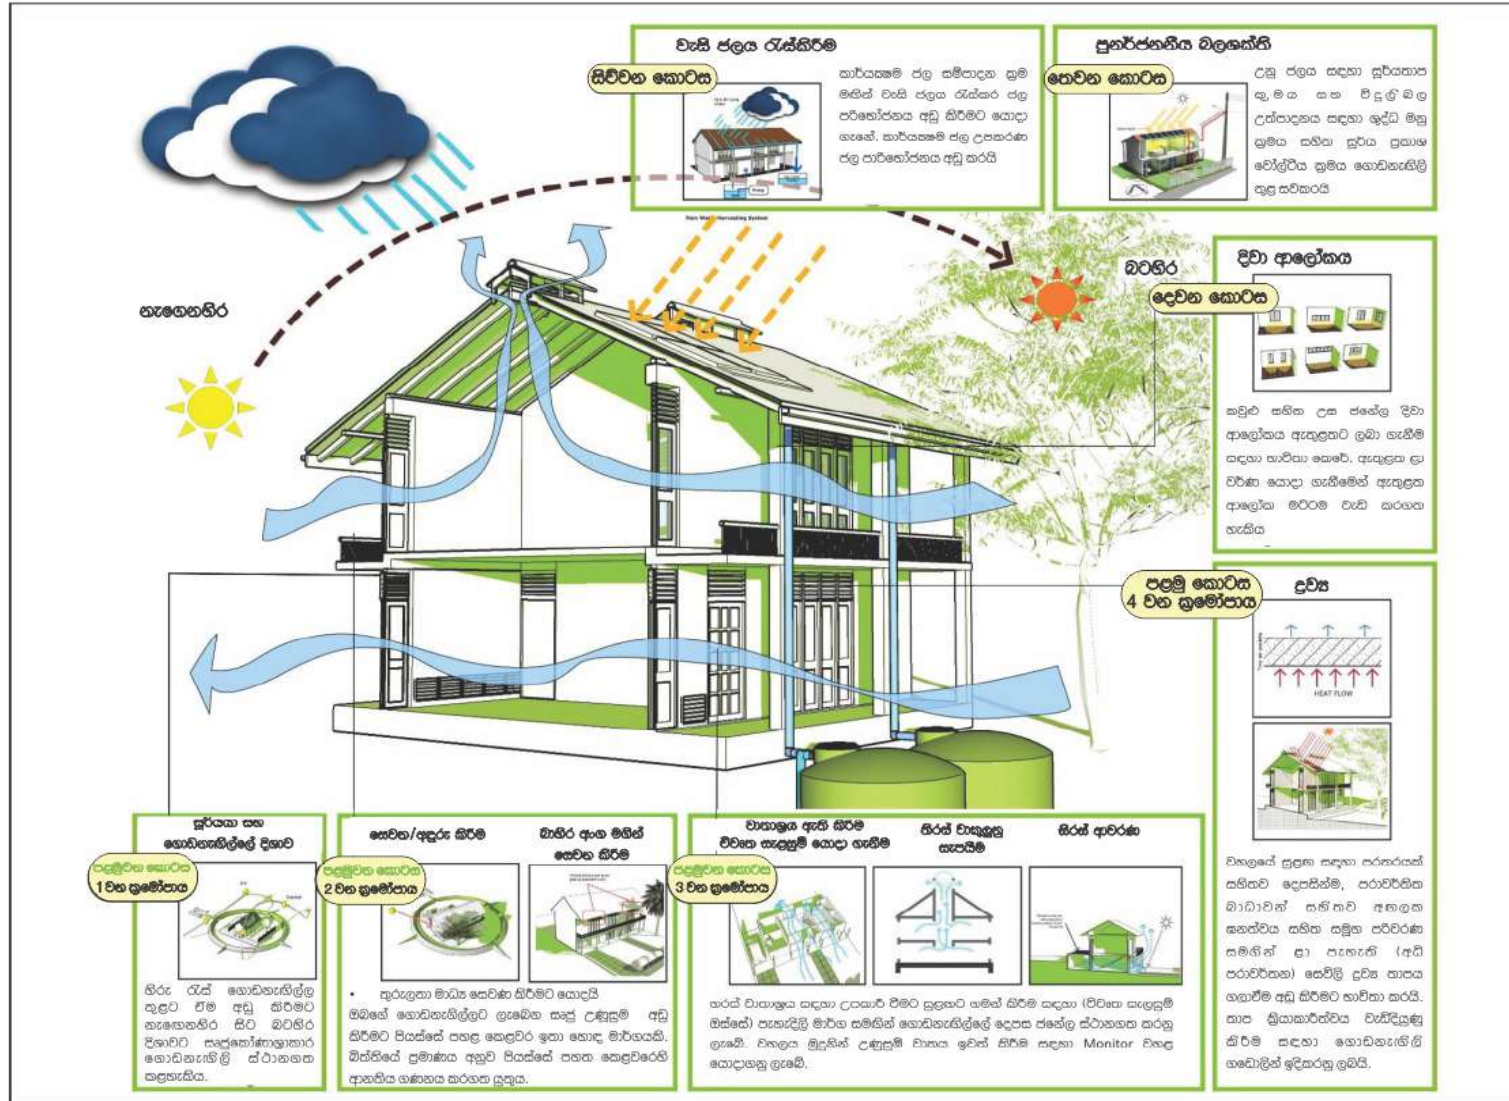 වැසි ජලය රැස්කිරීම
සිව්වන කොටස
කාර්යක්ෂම ජල සම්පාදන ක්‍රම
මඟින් වැසි ජලය රැස්කර ජල
පරිභෝජනය අඩු කිරීමට යොදා
ගැනේ. කාර්යක්ෂම ජල උපකරණ
ජල පාරිභෝජනය අඩු කරයි
Rain Water Harvesting System
පුනර්ජනනීය බලශක්ති
තෙවන කොටස
උනු ජලය සඳහා සූර්යතාප
ක්‍රමය සහ විදුලිබල
උත්පාදනය සඳහා ශුද්ධ මනු
ක්‍රමය සහිත සූර්ය ප්‍රකාශ
වෝල්ටීය ක්‍රමය ගොඩනැඟිලි
තුළ සවිකරයි
නැගෙනහිර
බටහිර
දිවා ආලෝකය
දෙවන කොටස
කවුළු සහිත උස ජනේල දිවා
ආලෝකය ඇතුළතට ලබා ගැනීම
සඳහා භාවිතා කෙරේ. ඇතුළත ළා
වර්ණ යොදා ගැනීමෙන් ඇතුළත
ආලෝක මට්ටම වැඩි කරගත
හැකිය
පළමු කොටස
4 වන ක්‍රමෝපාය
ද්‍රව්‍ය
HEAT FLOW
වහලයේ සුළඟ සඳහා පරතරයක්
සහිතව දෙපසින්ම, පරාවර්තිත
බාධාවන් සහිතව අඟලක
ඝනත්වය සහිත සමූහ පරිවරණ
සමගින් ළා පැහැති (අධි
පරාවර්තන) සෙවිලි ද්‍රව්‍ය තාපය
ගලාඒම අඩු කිරීමට භාවිතා කරයි.
තාප ක්‍රියාකාරීත්වය වැඩිදියුණු
කිරීම සඳහා ගොඩනැඟිලි
ගඩොලින් ඉදිකරනු ලබයි.
සූර්යයා සහ
ගොඩනැඟිල්ලේ දිශාව
පළමුවන කොටස
1 වන ක්‍රමෝපාය
හිරු රැස් ගොඩනැඟිල්ල
තුළට ඒම අඩු කිරීමට
නැඟෙනහිර සිට බටහිර
දිශාවට සෘජුකෝණාශ්‍රාකාර
ගොඩනැඟිලි ස්ථානගත
කළහැකිය.
සෙවන/අඳුරු කිරීම
බාහිර අංග මගින්
සෙවන කිරීම
පළමුවන කොටස
2 වන ක්‍රමෝපාය
• තුරුලතා මාධ්‍ය සෙවණ කිරීමට යොදයි
ඔබගේ ගොඩනැගිල්ලට ලැබෙන සෘජු උණුසුම අඩු
කිරීමට පියස්සේ පහළ කෙළවර ඉතා හොඳ මාර්ගයකි.
බිත්තියේ ප්‍රමාණය අනුව පියස්සේ පහත කෙළවරෙහි
ආනතිය ගණනය කරගත යුතුය.
වාතාශ්‍රය ඇති කිරීම
විවෘත සැළසුම් යොදා ගැනීම
තිරස් වාකුලුනු
සැපයීම
සිරස් ආවරණ
පළමුවන කොටස
3 වන ක්‍රමෝපාය
හරස් වාතාශ්‍රය සඳහා උපකාරී වීමට සුළඟට ගමන් කිරීම සඳහා (විවෘත සැලසුම්
ඔස්සේ) පැහැදිලි මාර්ග සමඟින් ගොඩනැඟිල්ලේ දෙපස ජනේල ස්ථානගත කරනු
ලැබේ. වහලය මුදුනින් උණුසුම් වාතය ඉවත් කිරීම සඳහා Monitor වහළ
යොදාගනු ලැබේ.